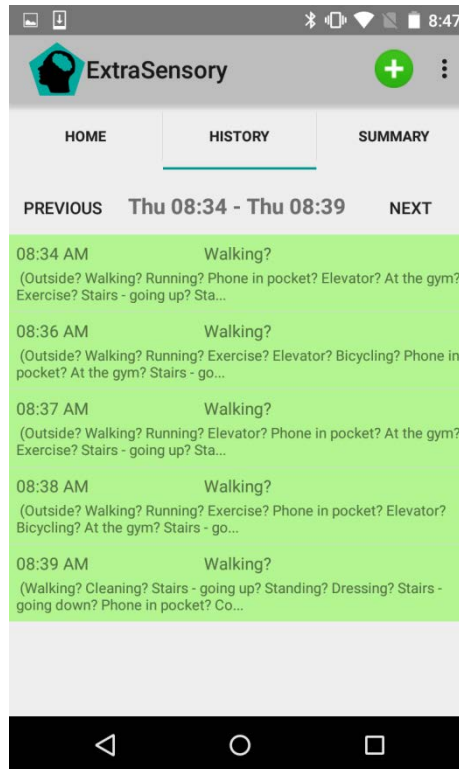 8:47
ExtraSensory
HOME HISTORY SUMMARY
PREVIOUS Thu 08:34 - Thu 08:39 NEXT
08:34 AM Walking?
(Outside? Walking? Running? Phone in pocket? Elevator? At the gym?
Exercise? Stairs - going up? Sta...
08:36 AM Walking?
(Outside? Walking? Running? Exercise? Elevator? Bicycling? Phone in
pocket? At the gym? Stairs - go...
08:37 AM Walking?
(Outside? Walking? Running? Elevator? Phone in pocket? At the gym?
Exercise? Stairs - going up? Sta...
08:38 AM Walking?
(Outside? Walking? Running? Exercise? Phone in pocket? Elevator?
Bicycling? At the gym? Stairs - go...
08:39 AM Walking?
(Walking? Cleaning? Stairs - going up? Standing? Dressing? Stairs -
going down? Phone in pocket? Co...